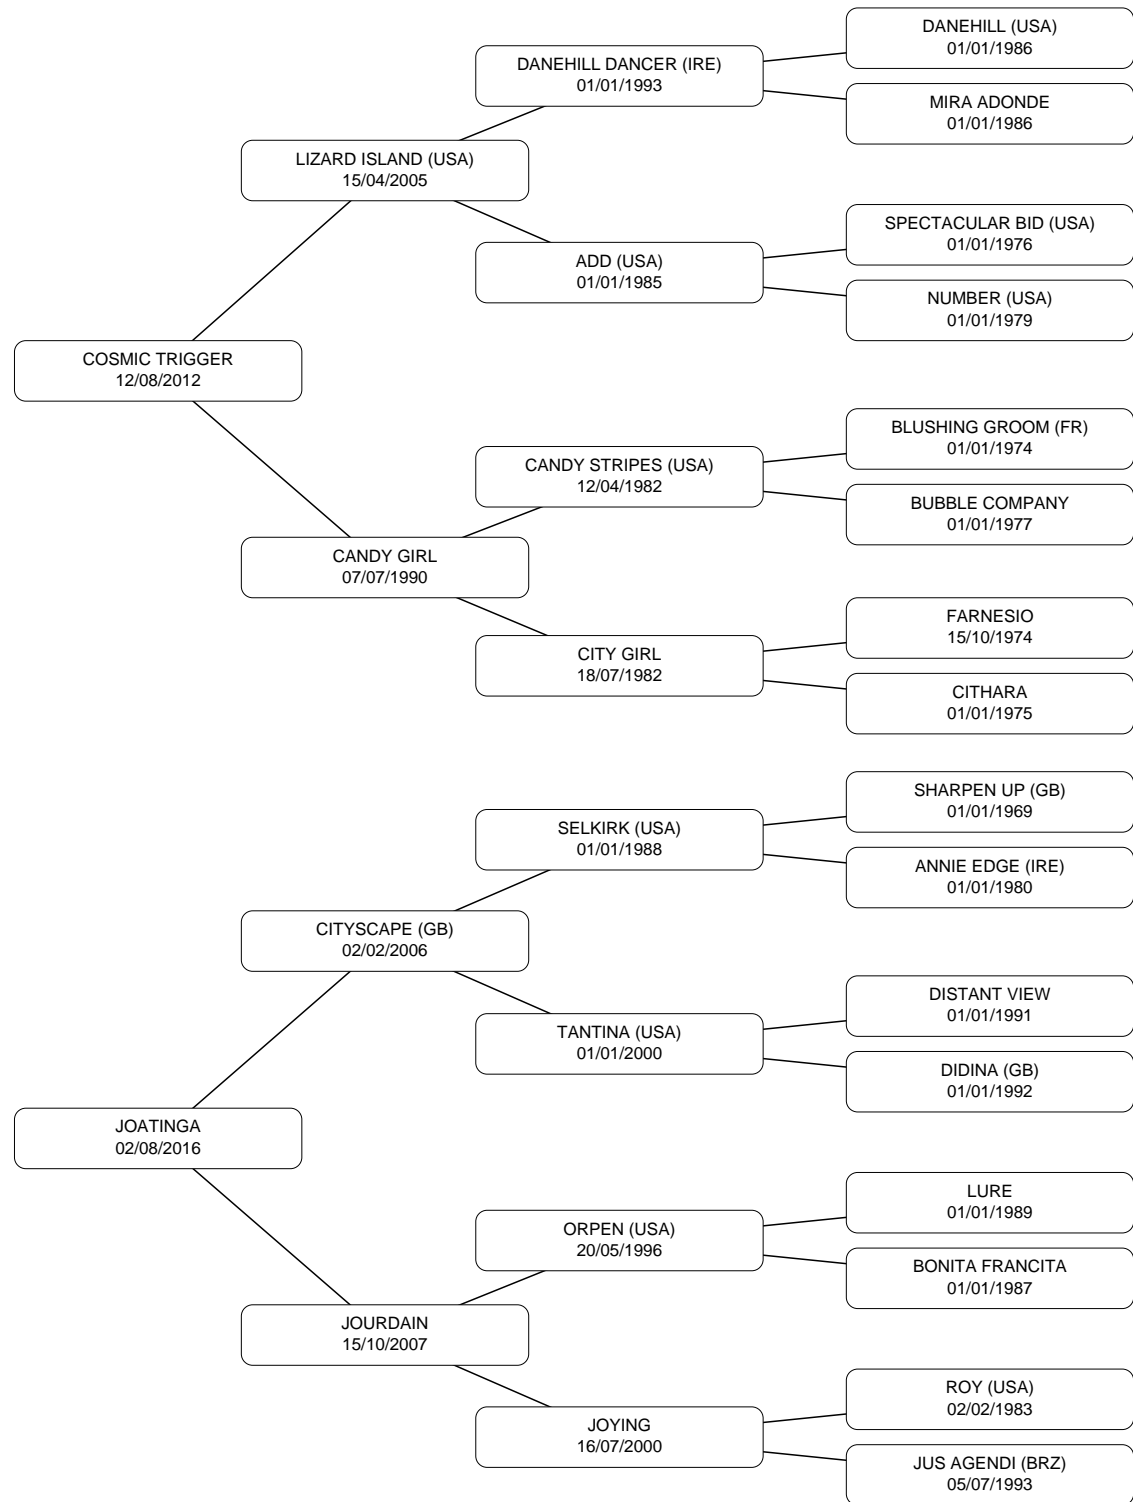 DANEHILL (USA)
01/01/1986
DANEHILL DANCER (IRE)
01/01/1993
MIRA ADONDE
01/01/1986
LIZARD ISLAND (USA)
15/04/2005
SPECTACULAR BID (USA)
01/01/1976
ADD (USA)
01/01/1985
NUMBER (USA)
01/01/1979
COSMIC TRIGGER
12/08/2012
BLUSHING GROOM (FR)
01/01/1974
CANDY STRIPES (USA)
12/04/1982
BUBBLE COMPANY
01/01/1977
CANDY GIRL
07/07/1990
FARNESIO
15/10/1974
CITY GIRL
18/07/1982
CITHARA
01/01/1975
SHARPEN UP (GB)
01/01/1969
SELKIRK (USA)
01/01/1988
ANNIE EDGE (IRE)
01/01/1980
CITYSCAPE (GB)
02/02/2006
DISTANT VIEW
01/01/1991
TANTINA (USA)
01/01/2000
DIDINA (GB)
01/01/1992
JOATINGA
02/08/2016
LURE
01/01/1989
ORPEN (USA)
20/05/1996
BONITA FRANCITA
01/01/1987
JOURDAIN
15/10/2007
ROY (USA)
02/02/1983
JOYING
16/07/2000
JUS AGENDI (BRZ)
05/07/1993